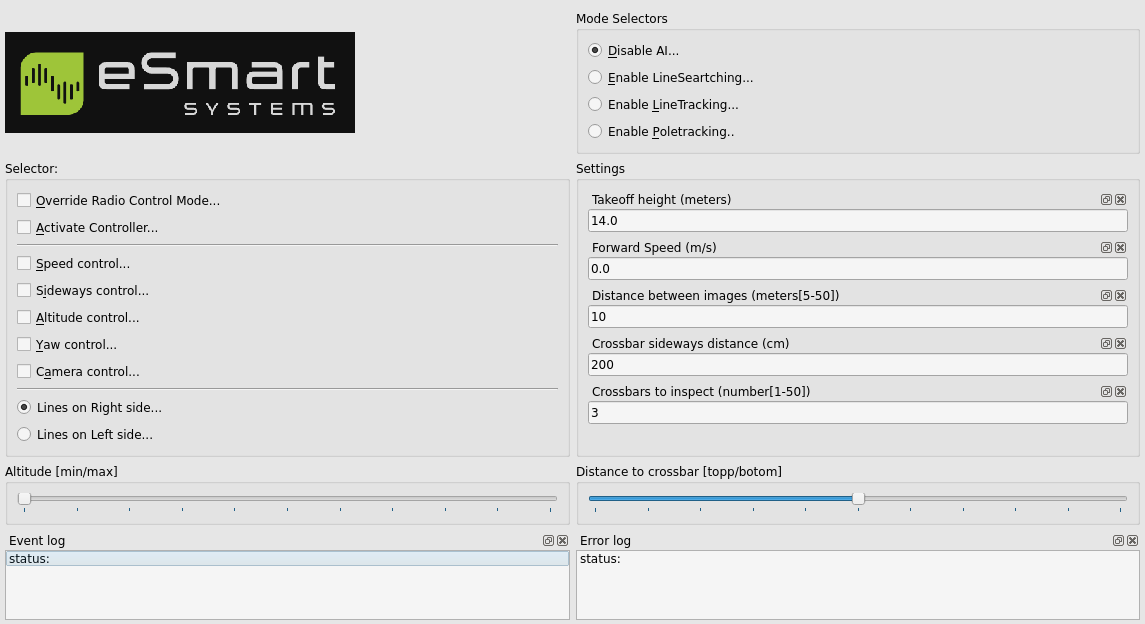 eSmart
SYSTEMS
Mode Selectors
Disable AI...
Enable LineSeartching...
Enable LineTracking...
Enable Poletracking..
Selector:
Override Radio Control Mode...
Activate Controller...
Speed control...
Sideways control...
Altitude control...
Yaw control...
Camera control...
Lines on Right side...
Lines on Left side...
Settings
Takeoff height (meters)
14.0
Forward Speed (m/s)
0.0
Distance between images (meters[5-50])
10
Crossbar sideways distance (cm)
200
Crossbars to inspect (number[1-50])
3
Altitude [min/max]
Distance to crossbar [topp/botom]
Event log
status:
Error log
status: